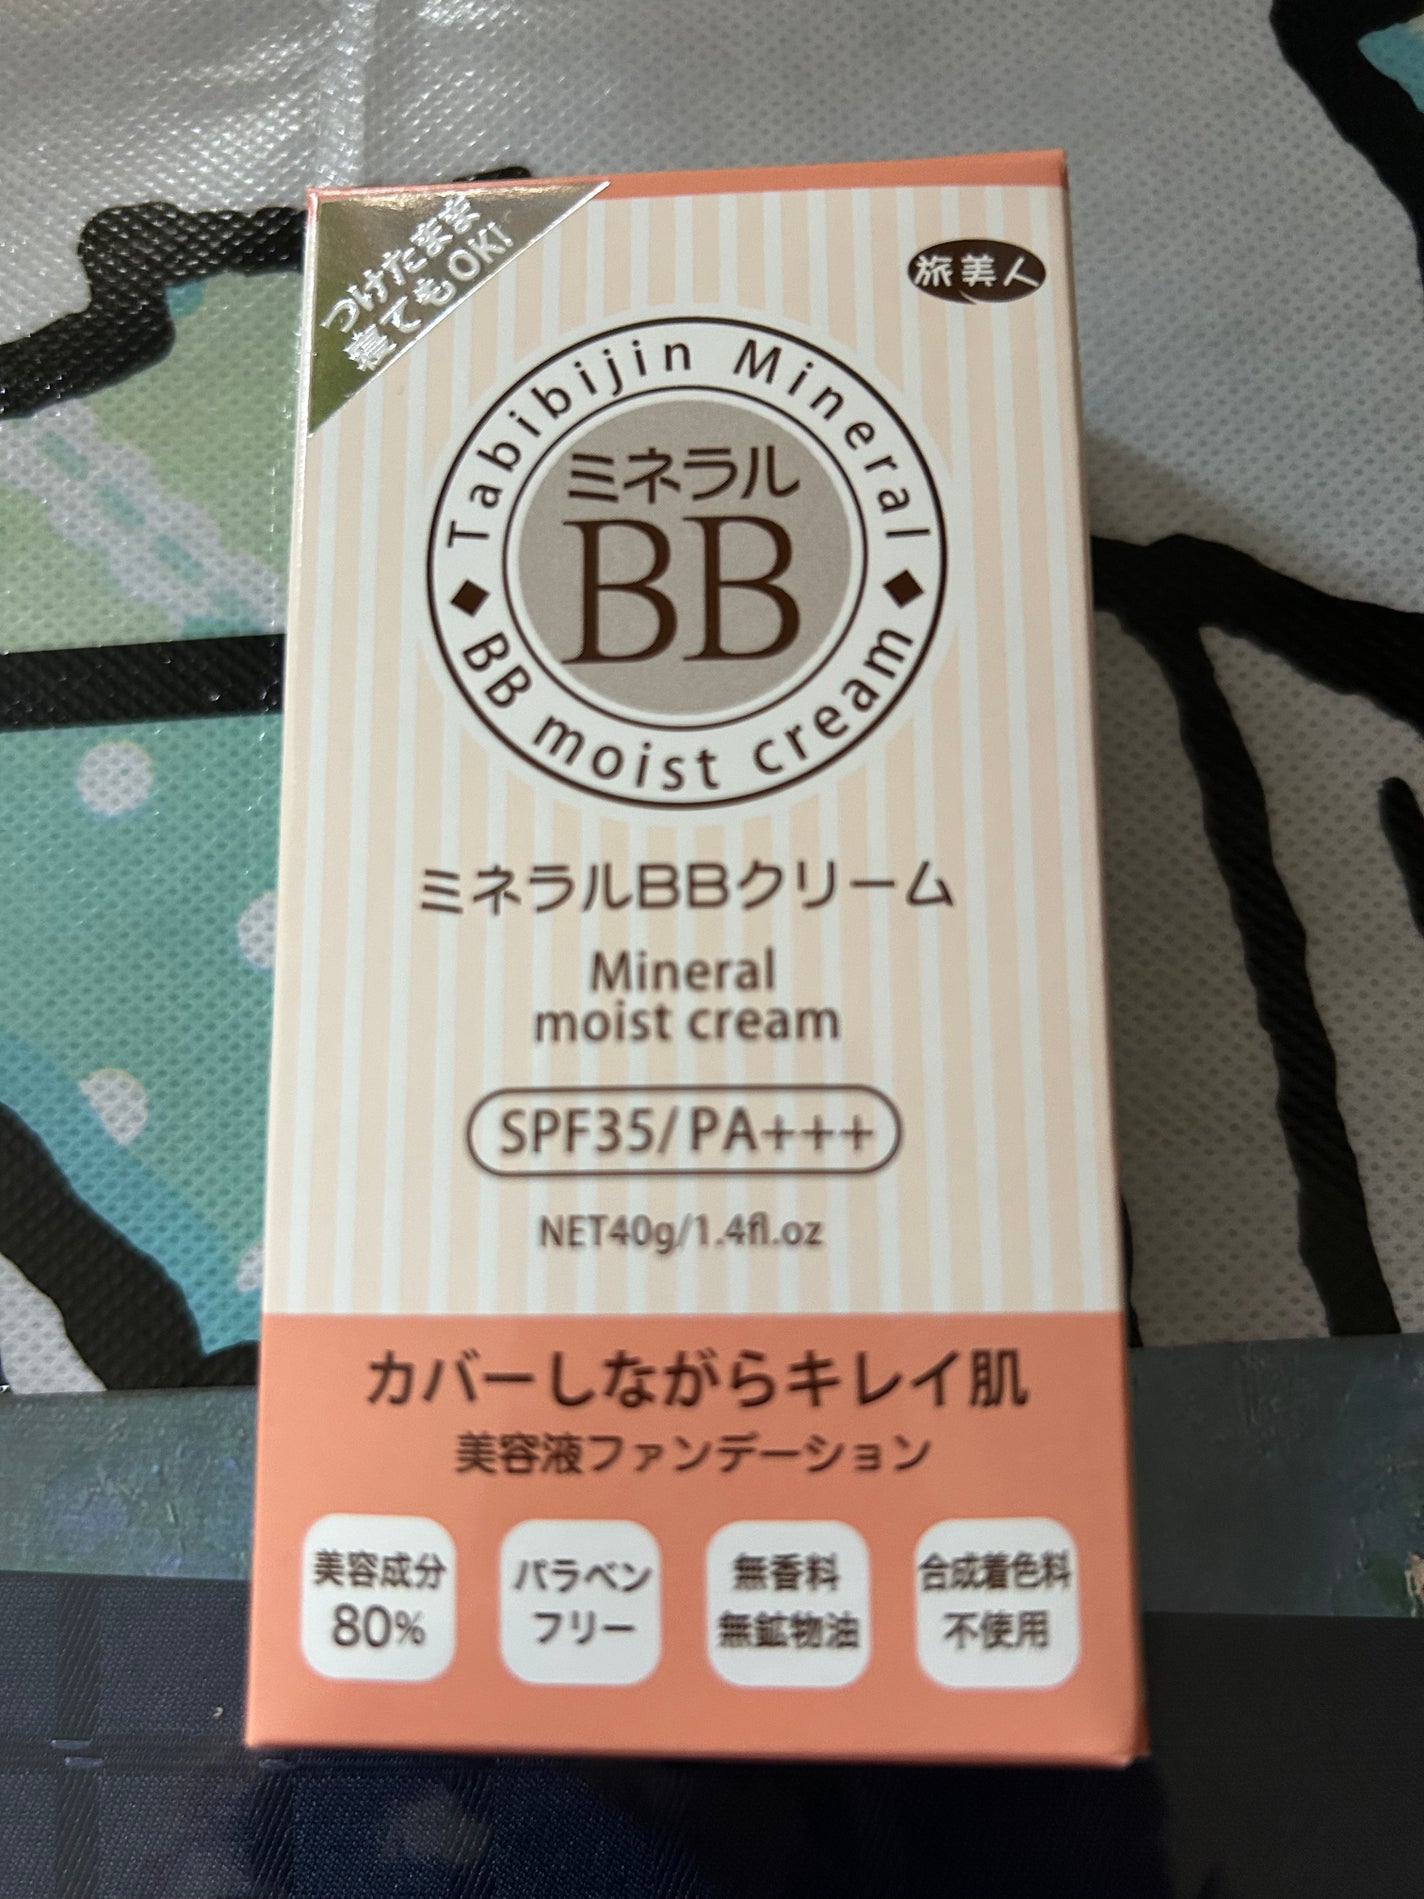 つけたまま
寝てもOK!
旅美人
Tabibijin Mineral
ミネラル
BB
BB moist cream
ミネラルBBクリーム
Mineral
moist cream
SPF35/PA+++
NET40g/1.4fl.oz
カバーしながらキレイ肌
美容液ファンデーション
美容成分
80%
パラベン
フリー
無香料
無鉱物油
合成着色料
不使用